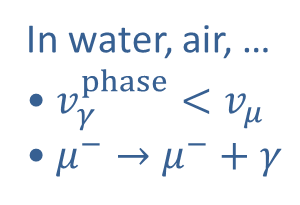 In water, air, …
• v_γ^phase < v_μ
• μ⁻ → μ⁻ + γ